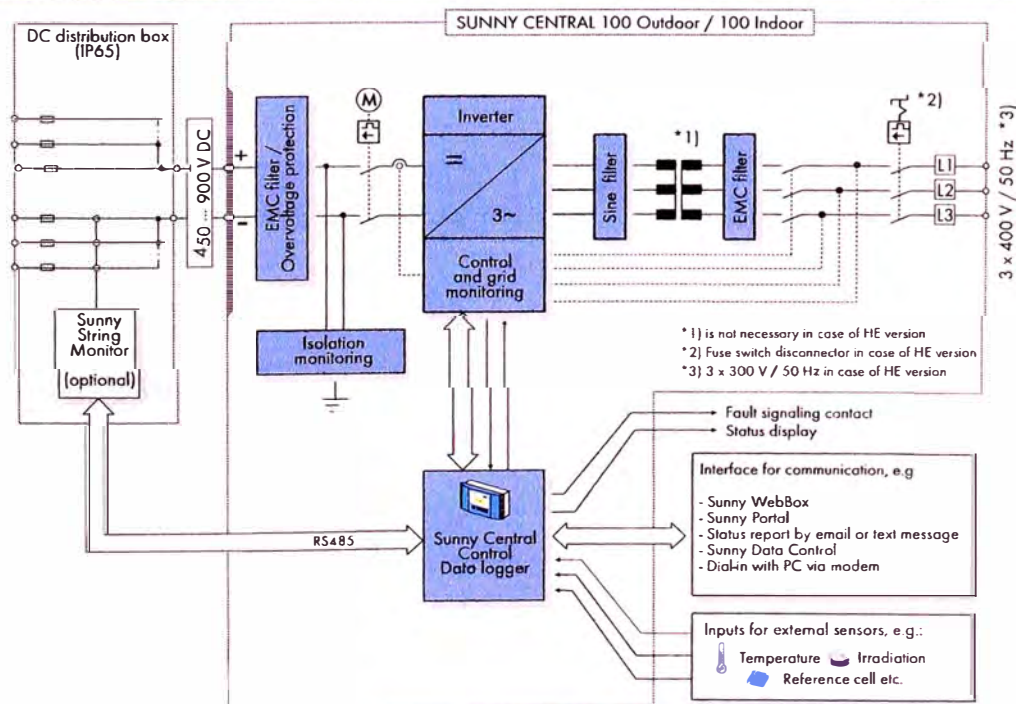 SUNNY CENTRAL 100 Outdoor / 100 Indoor
DC distribution box
(IP65)
450 ... 900 V DC
+
-
EMC filter /
Overvoltage protection
M
Inverter
=
3~
Control
and grid
monitoring
Sine filter
*1)
EMC filter
*2)
L1
L2
L3
3 x 400 V / 50 Hz *3)
Sunny
String
Monitor
(optional)
Isolation
monitoring
*1) is not necessary in case of HE version
*2) Fuse switch disconnector in case of HE version
*3) 3 x 300 V / 50 Hz in case of HE version
Fault signaling contact
Status display
RS485
Sunny Central
Control
Data logger
Interface for communication, e.g
- Sunny WebBox
- Sunny Portal
- Status report by email or text message
- Sunny Data Control
- Dial-in with PC via modem
Inputs for external sensors, e.g.:
Temperature Irradiation
Reference cell etc.